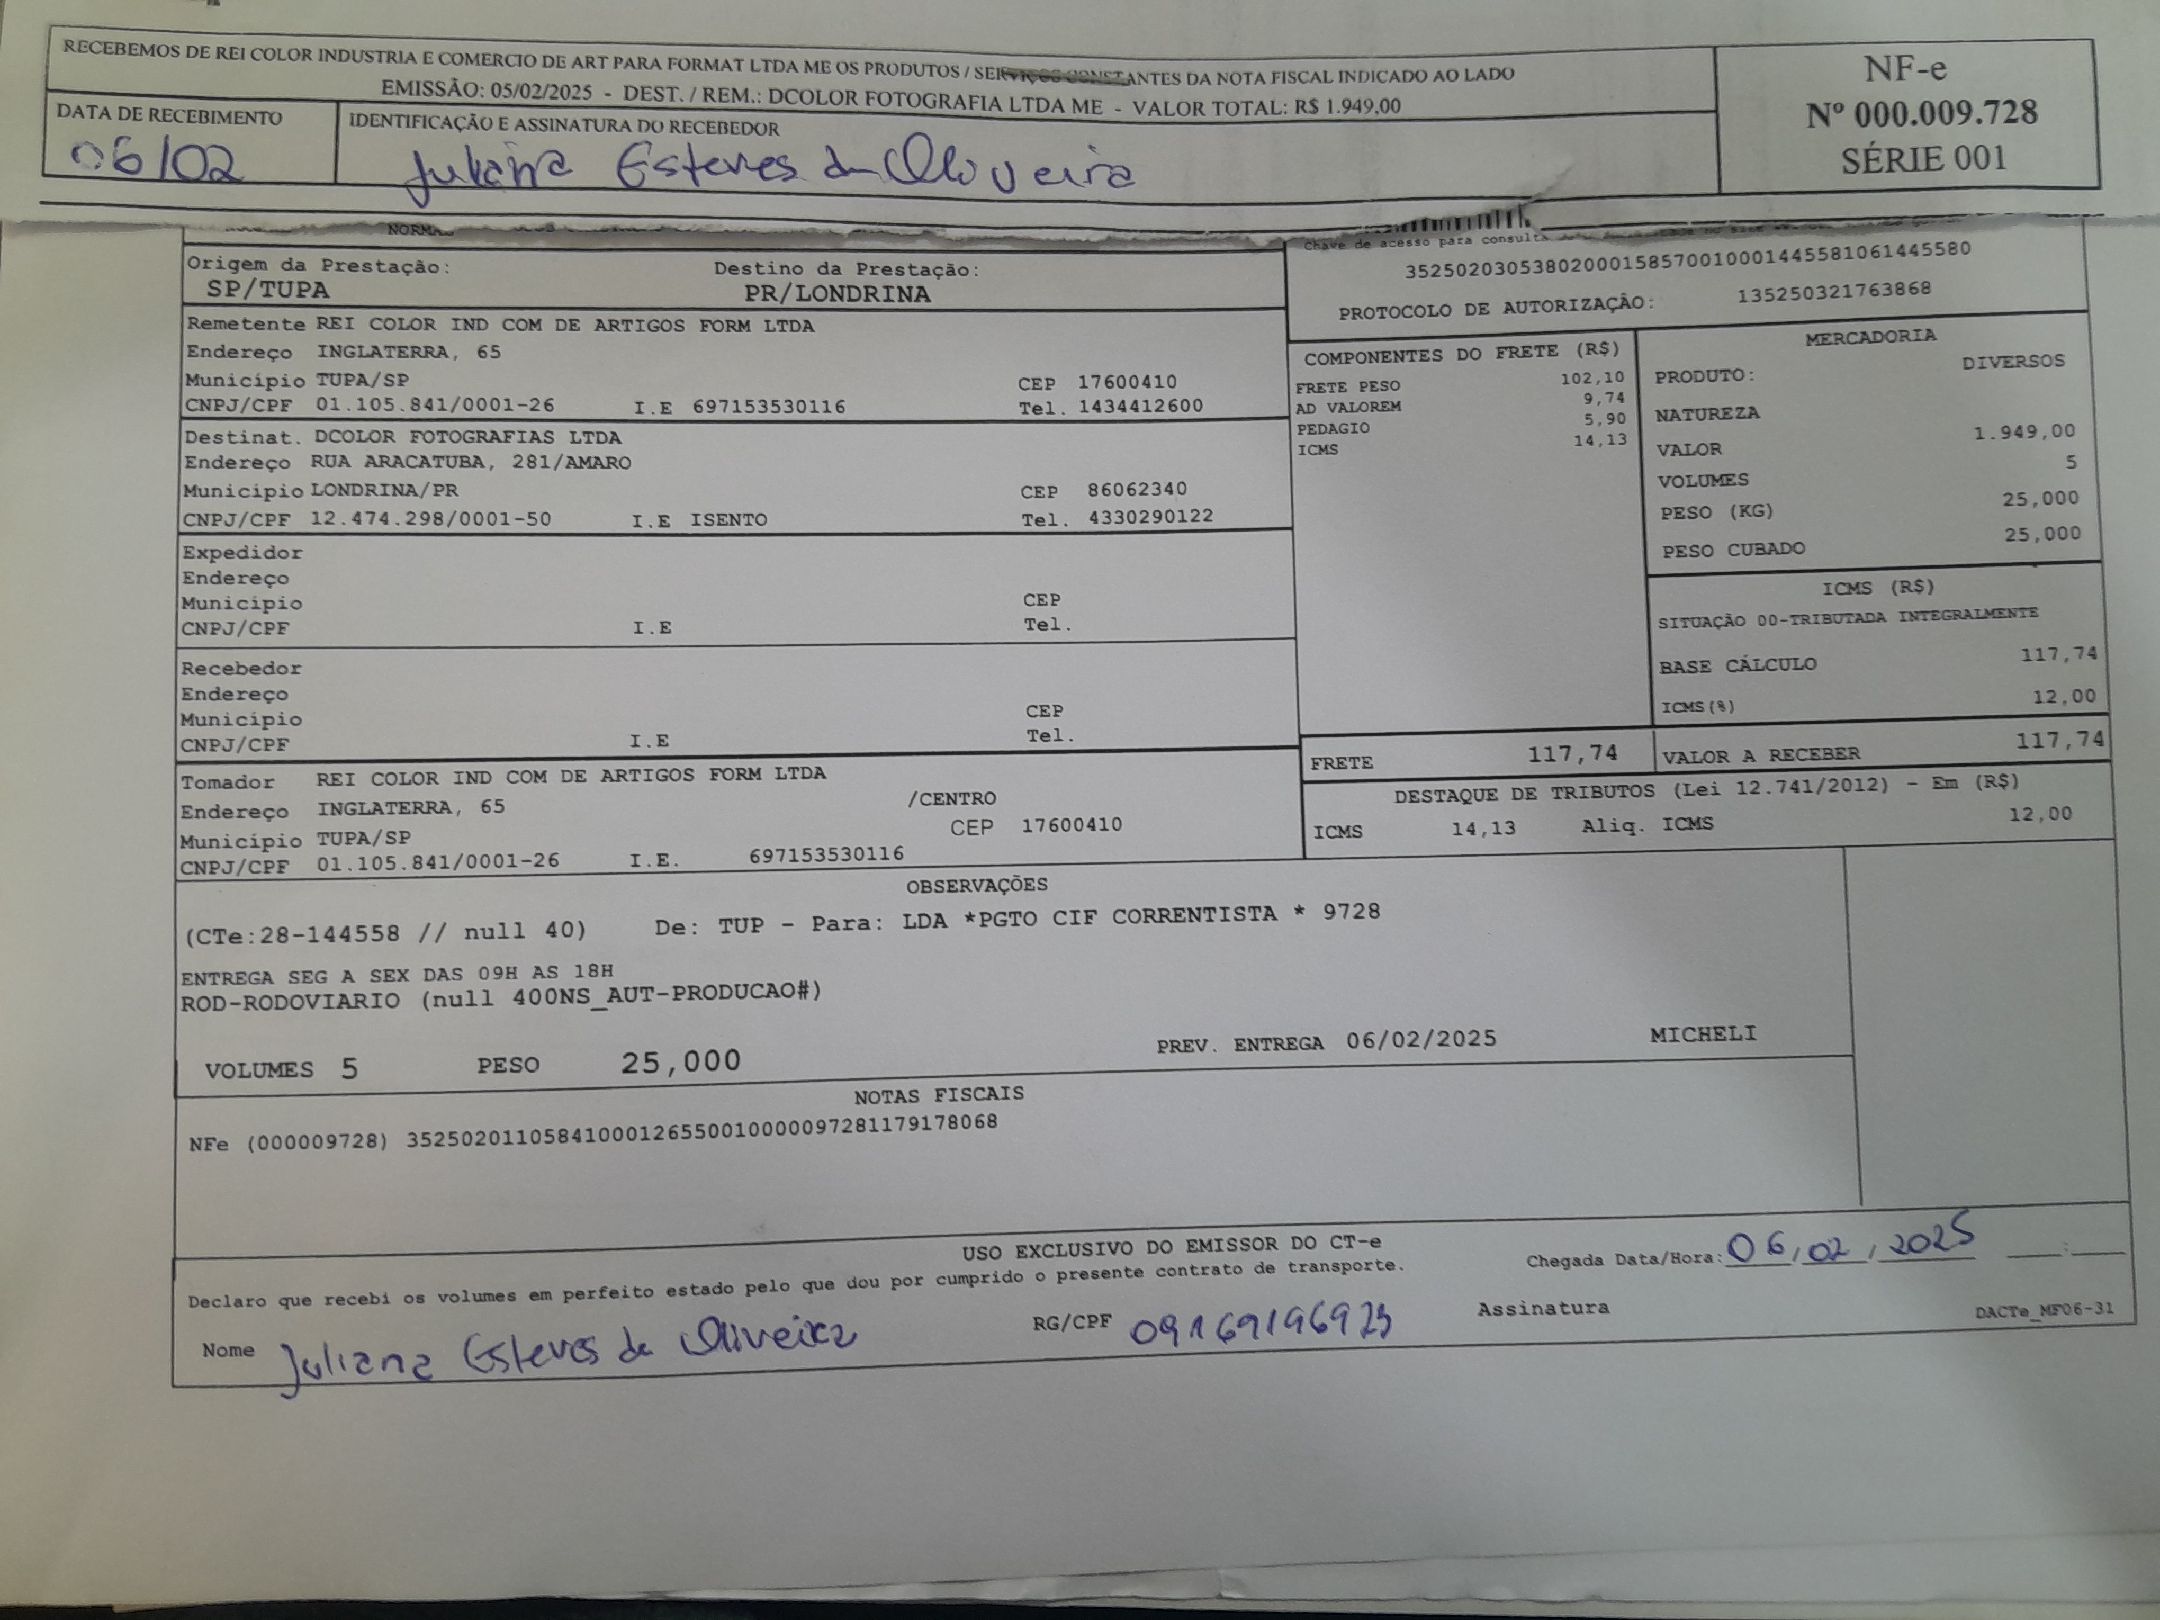 RECEBEMOS DE REI COLOR INDUSTRIA E COMERCIO DE ART PARA FORMAT LTDA ME OS PRODUTOS / SERVIÇOS CONSTANTES DA NOTA FISCAL INDICADO AO LADO
EMISSÃO: 05/02/2025 - DEST. / REM.: DCOLOR FOTOGRAFIA LTDA ME - VALOR TOTAL: R$ 1.949,00
NF-e
Nº 000.009.728
SÉRIE 001
DATA DE RECEBIMENTO
06/02
IDENTIFICAÇÃO E ASSINATURA DO RECEBEDOR
Juliana Esteves de Oliveira
Chave de acesso para consulta
35250203053802000158570010001445581061445580
PROTOCOLO DE AUTORIZAÇÃO: 135250321763868
Origem da Prestação: Destino da Prestação:
SP/TUPA PR/LONDRINA
Remetente REI COLOR IND COM DE ARTIGOS FORM LTDA
Endereço INGLATERRA, 65
Município TUPA/SP CEP 17600410
CNPJ/CPF 01.105.841/0001-26 I.E 697153530116 Tel. 1434412600
Destinat. DCOLOR FOTOGRAFIAS LTDA
Endereço RUA ARACATUBA, 281/AMARO
Município LONDRINA/PR CEP 86062340
CNPJ/CPF 12.474.298/0001-50 I.E ISENTO Tel. 4330290122
Expedidor
Endereço
Município CEP
CNPJ/CPF I.E Tel.
Recebedor
Endereço
Município CEP
CNPJ/CPF I.E Tel.
Tomador REI COLOR IND COM DE ARTIGOS FORM LTDA
Endereço INGLATERRA, 65 /CENTRO
Município TUPA/SP CEP 17600410
CNPJ/CPF 01.105.841/0001-26 I.E. 697153530116
COMPONENTES DO FRETE (R$)
FRETE PESO 102,10
AD VALOREM 9,74
PEDAGIO 5,90
ICMS 14,13
MERCADORIA
PRODUTO: DIVERSOS
NATUREZA
VALOR 1.949,00
VOLUMES 5
PESO (KG) 25,000
PESO CUBADO 25,000
ICMS (R$)
SITUAÇÃO 00-TRIBUTADA INTEGRALMENTE
BASE CÁLCULO 117,74
ICMS(%) 12,00
FRETE 117,74 VALOR A RECEBER 117,74
DESTAQUE DE TRIBUTOS (Lei 12.741/2012) - Em (R$)
ICMS 14,13 Aliq. ICMS 12,00
OBSERVAÇÕES
(CTe:28-144558 // null 40) De: TUP - Para: LDA *PGTO CIF CORRENTISTA * 9728
ENTREGA SEG A SEX DAS 09H AS 18H
ROD-RODOVIARIO (null 400NS_AUT-PRODUCAO#)
VOLUMES 5 PESO 25,000 PREV. ENTREGA 06/02/2025 MICHELI
NOTAS FISCAIS
NFe (000009728) 35250201105841000126550010000097281179178068
USO EXCLUSIVO DO EMISSOR DO CT-e
Declaro que recebi os volumes em perfeito estado pelo que dou por cumprido o presente contrato de transporte.
Chegada Data/Hora: 06/02/2025 __:__
Nome Juliana Esteves de Oliveira RG/CPF 09169196923 Assinatura
DACTe_MF06-31